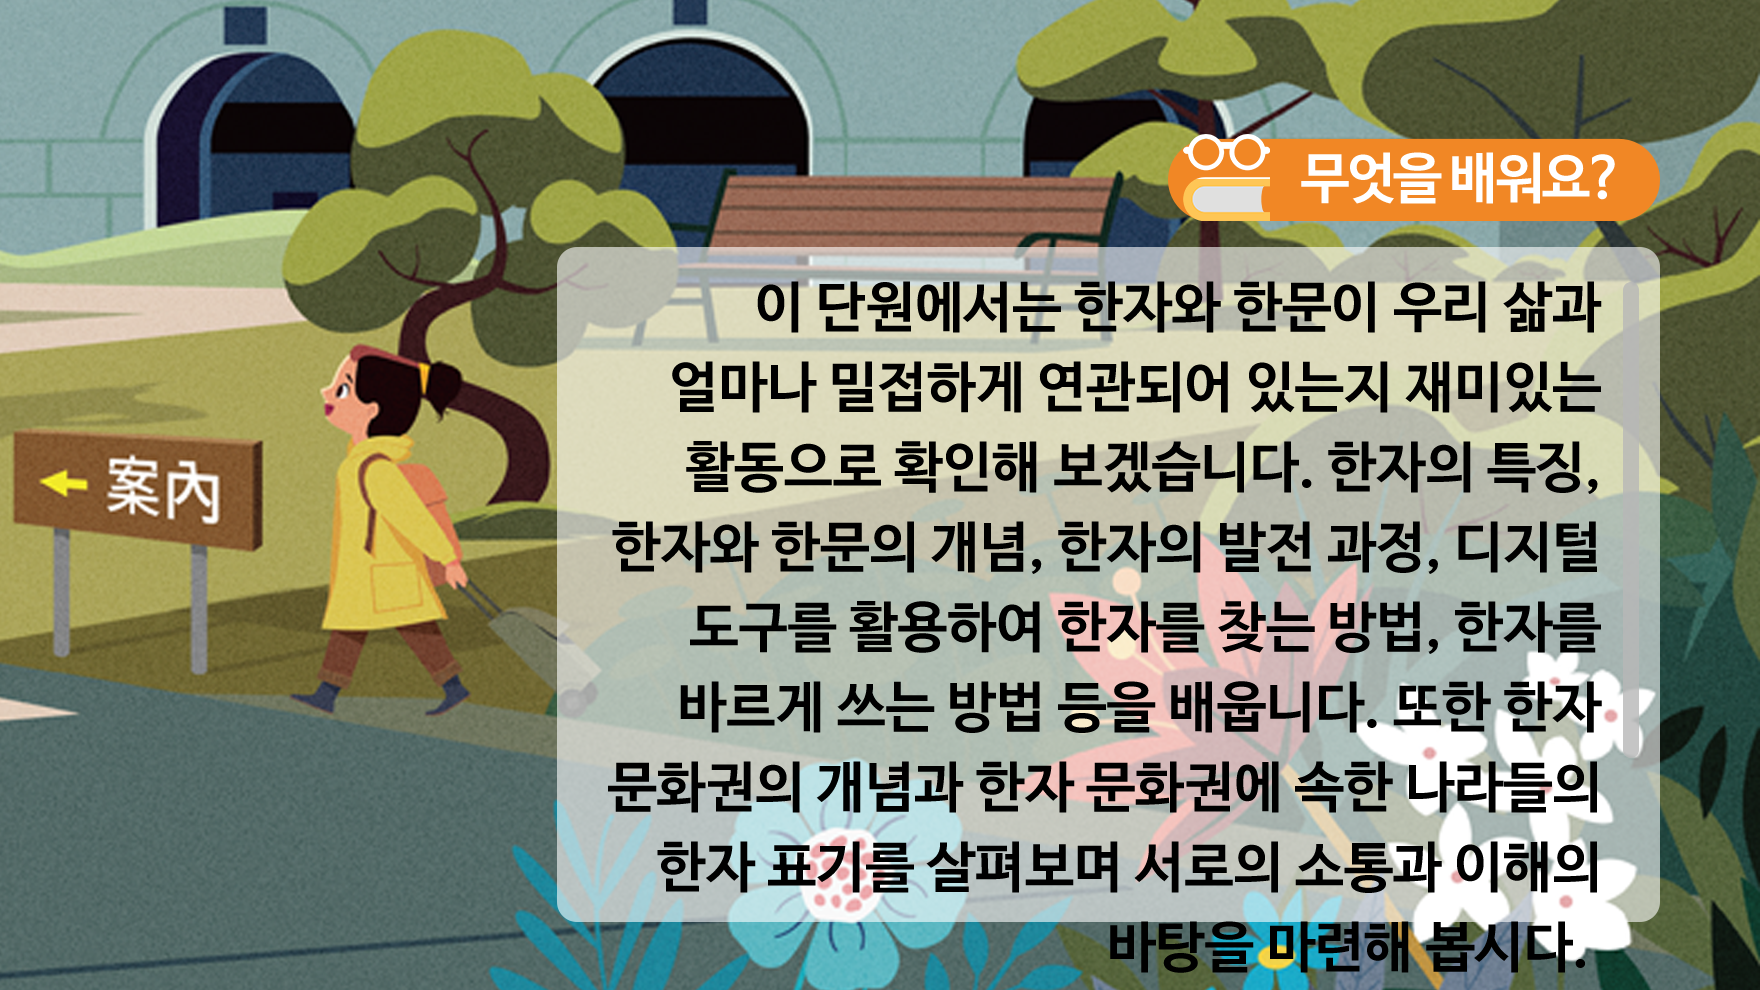 무엇을 배워요?
이 단원에서는 한자와 한문이 우리 삶과
얼마나 밀접하게 연관되어 있는지 재미있는
활동으로 확인해 보겠습니다. 한자의 특징,
한자와 한문의 개념, 한자의 발전 과정, 디지털
도구를 활용하여 한자를 찾는 방법, 한자를
바르게 쓰는 방법 등을 배웁니다. 또한 한자
문화권의 개념과 한자 문화권에 속한 나라들의
한자 표기를 살펴보며 서로의 소통과 이해의
바탕을 마련해 봅시다.
案內